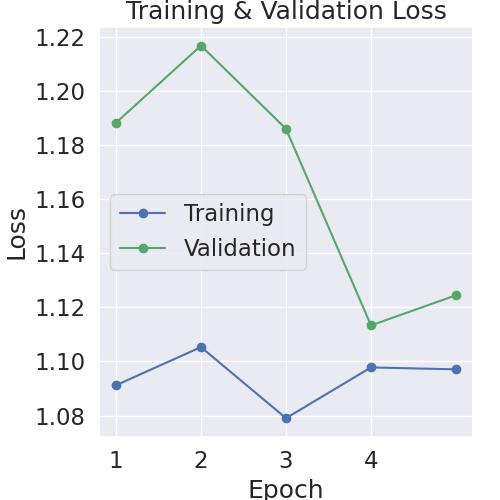 Training & Validation Loss
1.22
1.20
1.18
1.16
1.14
1.12
1.10
1.08
Loss
Training
Validation
1 2 3 4
Epoch